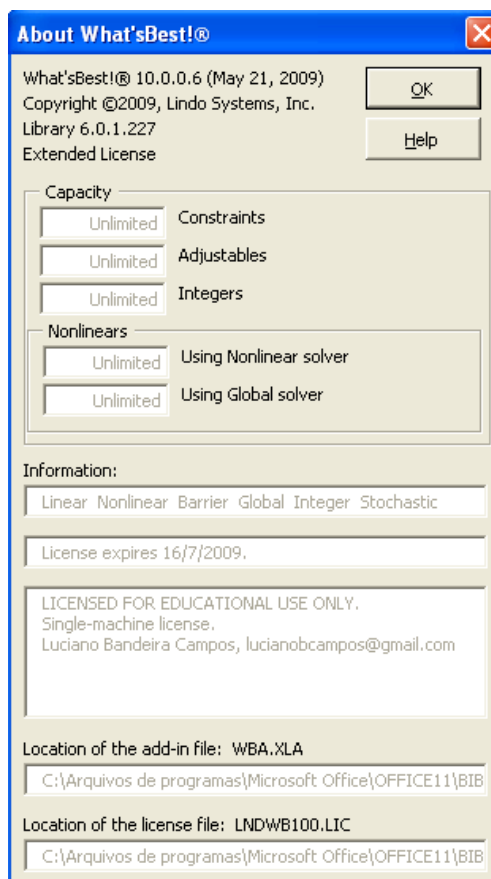 About What'sBest!®
What'sBest!® 10.0.0.6 (May 21, 2009)
Copyright ©2009, Lindo Systems, Inc.
Library 6.0.1.227
Extended License
OK
Help
Capacity
Unlimited Constraints
Unlimited Adjustables
Unlimited Integers
Nonlinears
Unlimited Using Nonlinear solver
Unlimited Using Global solver
Information:
Linear Nonlinear Barrier Global Integer Stochastic
License expires 16/7/2009.
LICENSED FOR EDUCATIONAL USE ONLY.
Single-machine license.
Luciano Bandeira Campos, lucianobcampos@gmail.com
Location of the add-in file: WBA.XLA
C:\Arquivos de programas\Microsoft Office\OFFICE11\BIB
Location of the license file: LNDWB100.LIC
C:\Arquivos de programas\Microsoft Office\OFFICE11\BIB